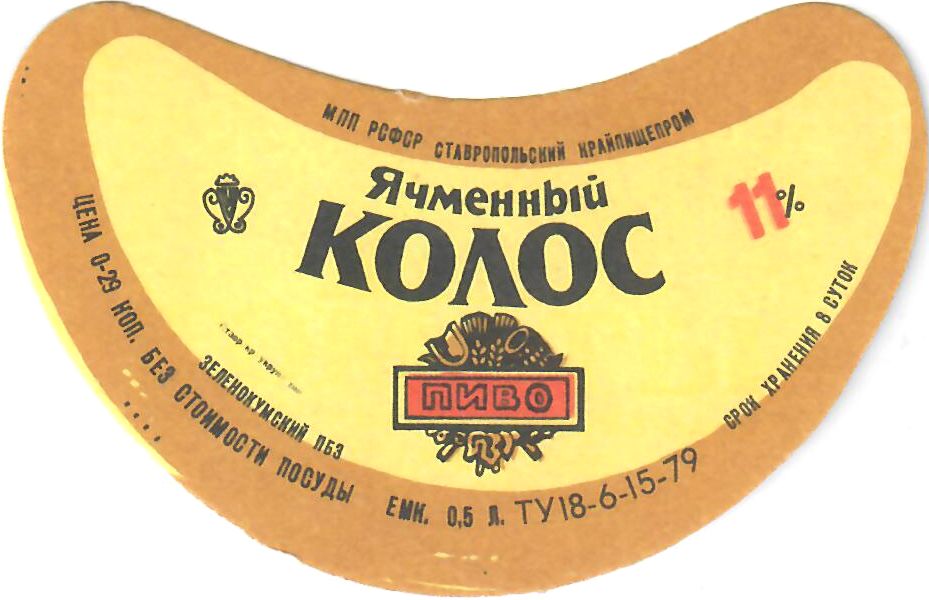 МПП РСФСР СТАВРОПОЛЬСКИЙ КРАЙПИЩЕПРОМ
Ячменный
КОЛОС
11%
ПИВО
ЗЕЛЕНОКУМСКИЙ ПБЗ
ЦЕНА 0-29 КОП. БЕЗ СТОИМОСТИ ПОСУДЫ
ЕМК. 0,5 Л. ТУ18-6-15-79
СРОК ХРАНЕНИЯ 8 СУТОК